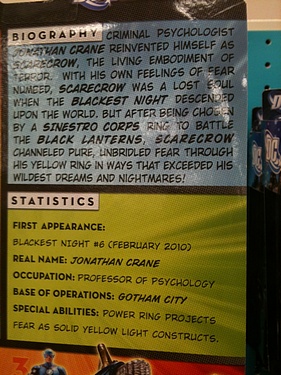 BIOGRAPHY CRIMINAL PSYCHOLOGIST
JONATHAN CRANE REINVENTED HIMSELF AS
SCARECROW, THE LIVING EMBODIMENT OF
TERROR. WITH HIS OWN FEELINGS OF FEAR
NUMBED, SCARECROW WAS A LOST SOUL
WHEN THE BLACKEST NIGHT DESCENDED
UPON THE WORLD. BUT AFTER BEING CHOSEN
BY A SINESTRO CORPS RING TO BATTLE
THE BLACK LANTERNS, SCARECROW
CHANNELED PURE, UNBRIDLED FEAR THROUGH
HIS YELLOW RING IN WAYS THAT EXCEEDED HIS
WILDEST DREAMS AND NIGHTMARES!
STATISTICS
FIRST APPEARANCE:
BLACKEST NIGHT #6 (FEBRUARY 2010)
REAL NAME: JONATHAN CRANE
OCCUPATION: PROFESSOR OF PSYCHOLOGY
BASE OF OPERATIONS: GOTHAM CITY
SPECIAL ABILITIES: POWER RING PROJECTS
FEAR AS SOLID YELLOW LIGHT CONSTRUCTS.
3
DC